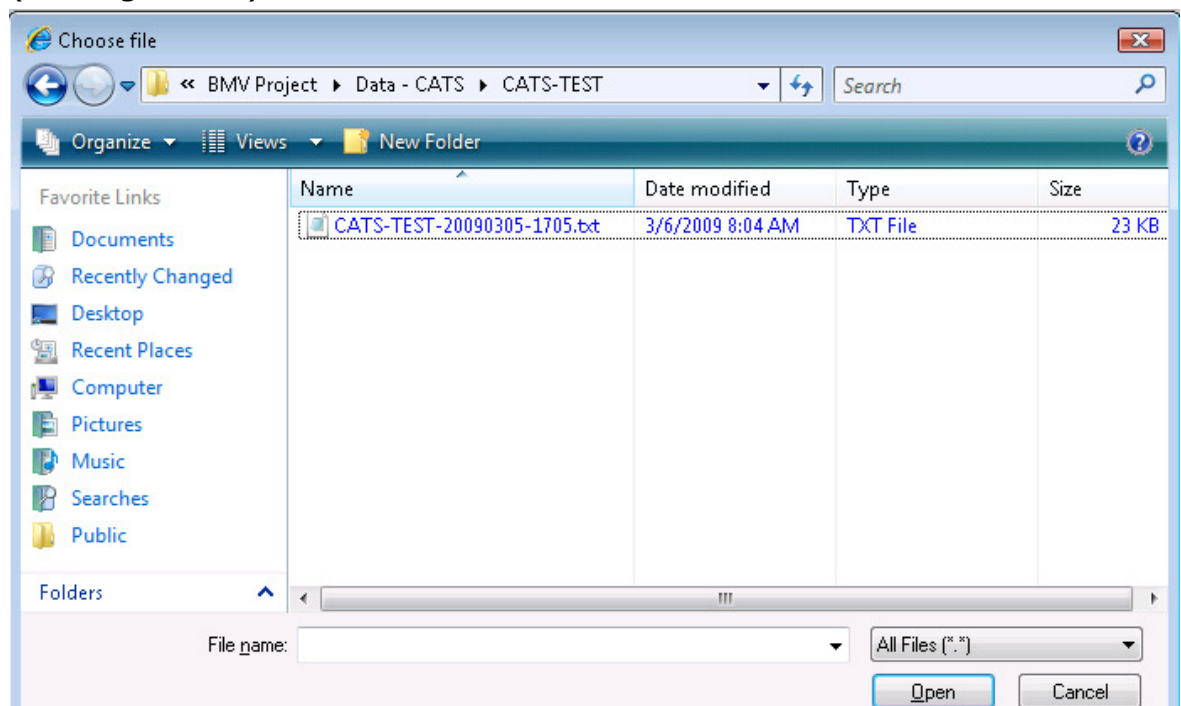 Choose file
« BMV Project ▸ Data - CATS ▸ CATS-TEST Search
Organize Views New Folder
Favorite Links Name Date modified Type Size
Documents CATS-TEST-20090305-1705.txt 3/6/2009 8:04 AM TXT File 23 KB
Recently Changed
Desktop
Recent Places
Computer
Pictures
Music
Searches
Public
Folders
File name: All Files (*.*)
Open Cancel